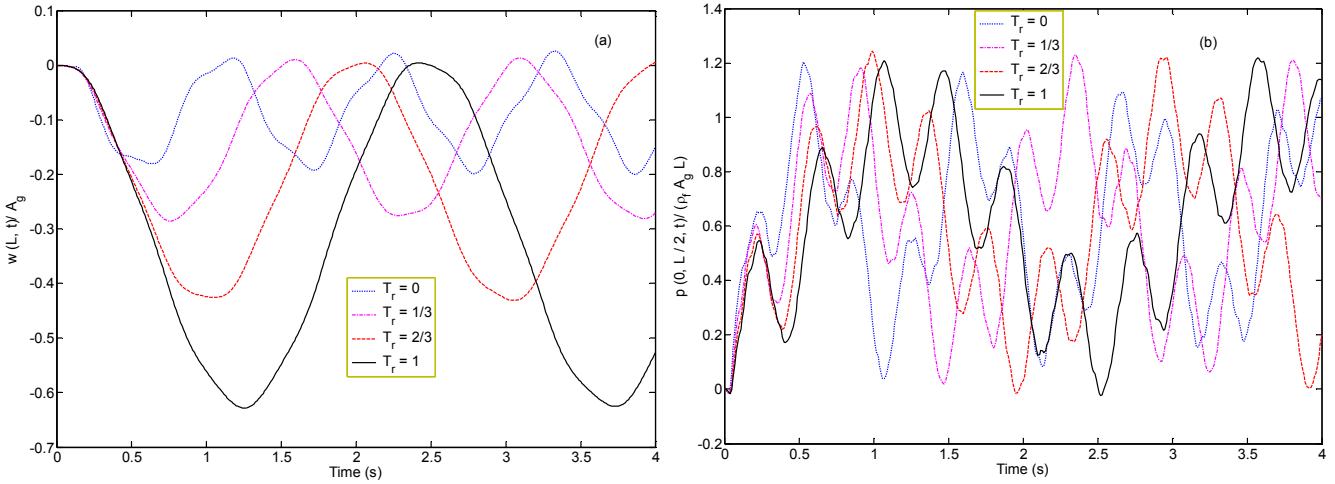 0.1
0
-0.1
-0.2
-0.3
-0.4
-0.5
-0.6
-0.7
w (L, t)/ A_g
(a)
T_r = 0
T_r = 1/3
T_r = 2/3
T_r = 1
0 0.5 1 1.5 2 2.5 3 3.5 4
Time (s)
1.4
1.2
1
0.8
0.6
0.4
0.2
0
-0.2
p (0, L / 2, t)/ (ρ_f A_g L)
T_r = 0
T_r = 1/3
T_r = 2/3
T_r = 1
(b)
0 0.5 1 1.5 2 2.5 3 3.5 4
Time (s)